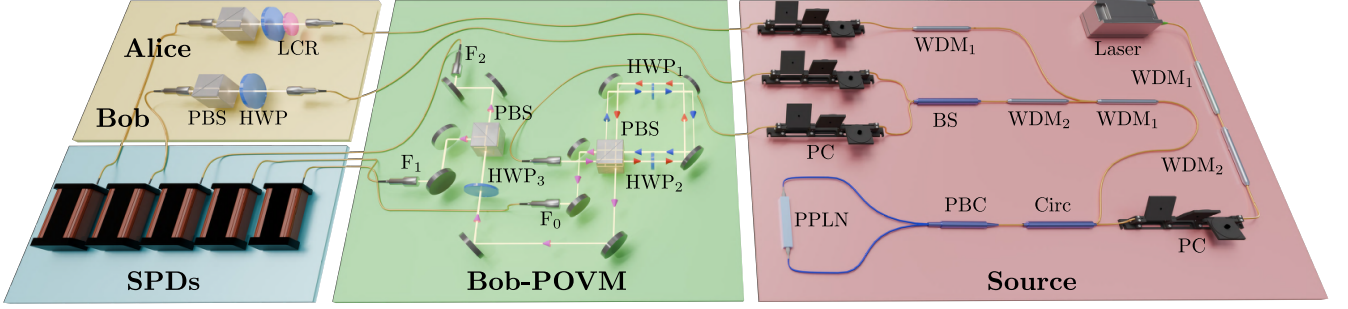 Alice
LCR
Bob
PBS
HWP
SPDs
F₂
PBS
F₁
HWP₃
F₀
HWP₁
PBS
HWP₂
Bob-POVM
WDM₁
Laser
WDM₁
BS
WDM₂
WDM₁
PC
WDM₂
PPLN
PBC
Circ
PC
Source